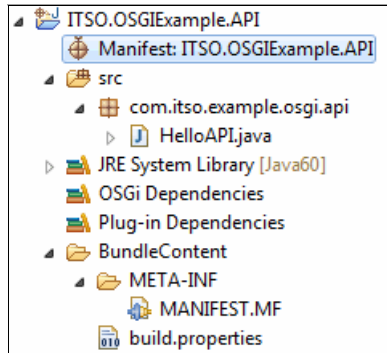 ITSO.OSGIExample.API
Manifest: ITSO.OSGIExample.API
src
com.itso.example.osgi.api
HelloAPI.java
JRE System Library [Java60]
OSGi Dependencies
Plug-in Dependencies
BundleContent
META-INF
MANIFEST.MF
build.properties